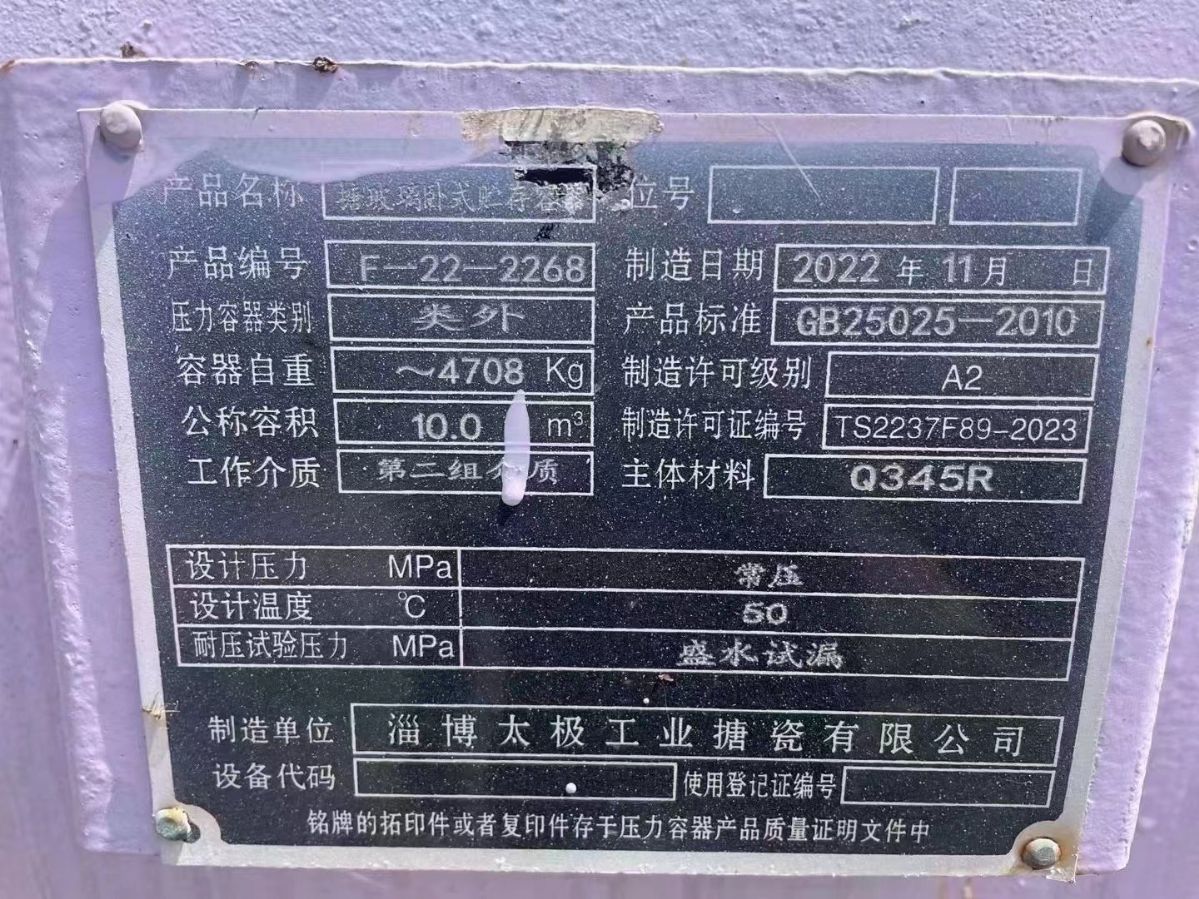 产品名称 搪玻璃卧式贮存容器 位号
产品编号 F-22-2268 制造日期 2022 年 11 月 日
压力容器类别 类外 产品标准 GB25025-2010
容器自重 ~4708 Kg 制造许可级别 A2
公称容积 10.0 m³ 制造许可证编号 TS2237F89-2023
工作介质 第二组介质 主体材料 Q345R
设计压力 MPa 常压
设计温度 ℃ 50
耐压试验压力 MPa 盛水试漏
制造单位 淄博太极工业搪瓷有限公司
设备代码 使用登记证编号
铭牌的拓印件或者复印件存于压力容器产品质量证明文件中